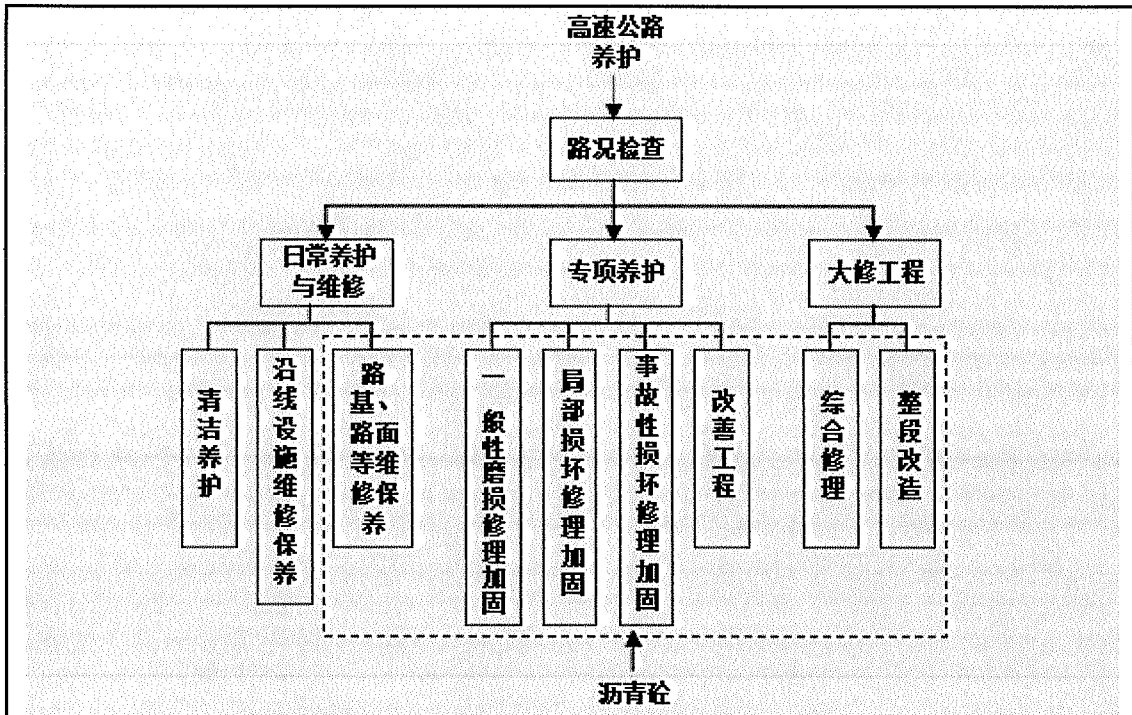 高速公路
养护
路况检查
日常养护
与维修
专项养护
大修工程
清洁养护
沿线设施维修保养
路
基、
路面
等维
修保
养
一般性磨损修理加固
局部损坏修理加固
事故性损坏修理加固
改善工程
综合修理
整段改造
沥青砼